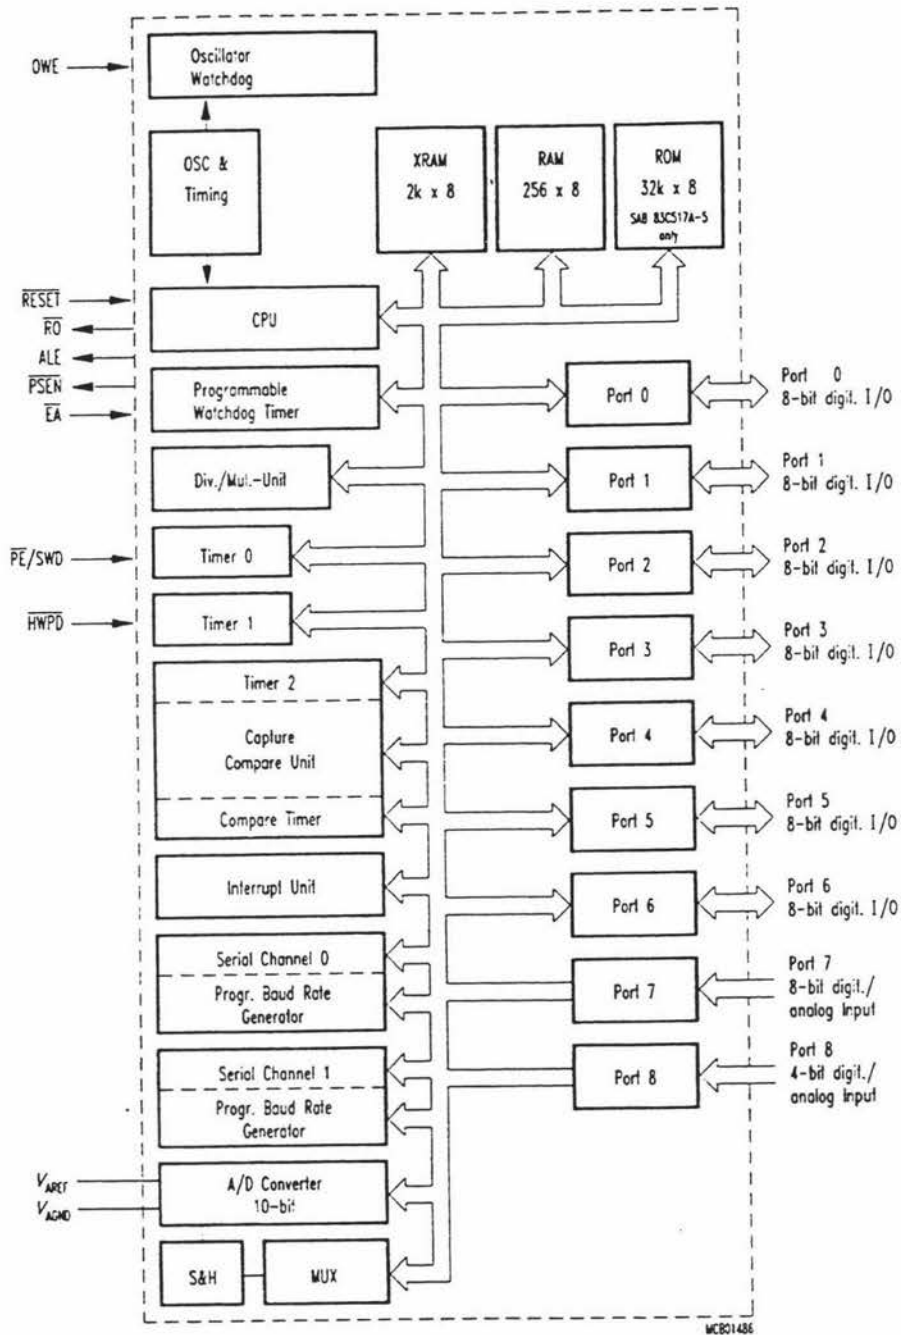 OWE
Oscillator
Watchdog
OSC &
Timing
XRAM
2k x 8
RAM
256 x 8
ROM
32k x 8
SAB 83C517A-5
only
RESET
RO
ALE
PSEN
EA
CPU
Programmable
Watchdog Timer
Port 0
Port 0
8-bit digit. I/O
Div./Mul.-Unit
Port 1
Port 1
8-bit digit. I/O
PE/SWD
Timer 0
Port 2
Port 2
8-bit digit. I/O
HWPD
Timer 1
Port 3
Port 3
8-bit digit. I/O
Timer 2
Capture
Compare Unit
Compare Timer
Port 4
Port 4
8-bit digit. I/O
Port 5
Port 5
8-bit digit. I/O
Interrupt Unit
Port 6
Port 6
8-bit digit. I/O
Serial Channel 0
Progr. Baud Rate
Generator
Port 7
Port 7
8-bit digit./
analog Input
Serial Channel 1
Progr. Baud Rate
Generator
Port 8
Port 8
4-bit digit./
analog Input
VAREF
VAGND
A/D Converter
10-bit
S&H
MUX
MCB01486